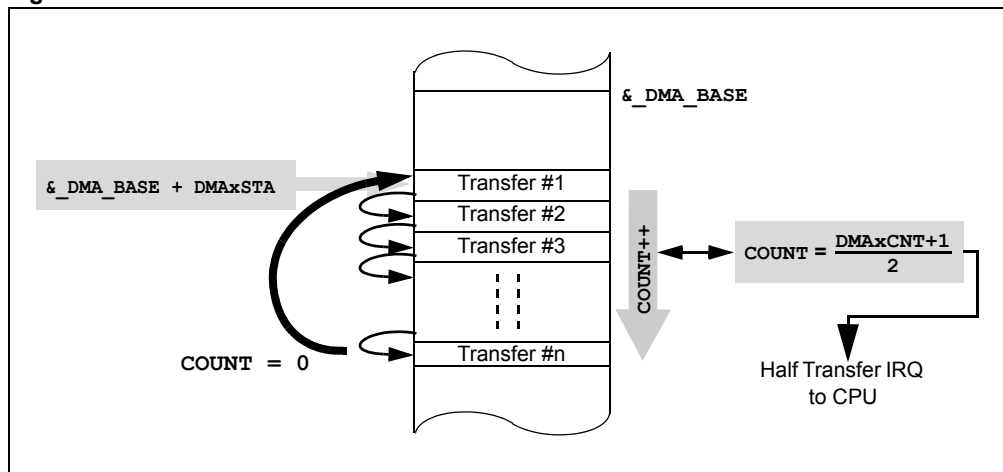 &_DMA_BASE
&_DMA_BASE + DMAxSTA
Transfer #1
Transfer #2
Transfer #3
COUNT++
COUNT = DMAxCNT+1
2
Transfer #n
COUNT = 0
Half Transfer IRQ
to CPU